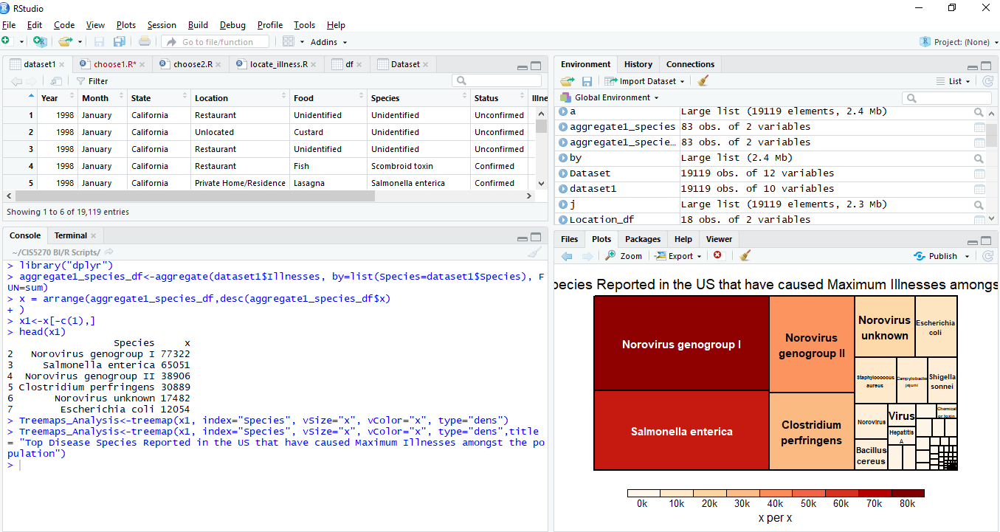 RStudio
File Edit Code View Plots Session Build Debug Profile Tools Help
Go to file/function Addins Project: (None)
dataset1 choose1.R* choose2.R locate_illness.R df Dataset
Filter
Year Month State Location Food Species Status Illne
1 1998 January California Restaurant Unidentified Unidentified Unconfirmed
2 1998 January California Unlocated Custard Unidentified Unconfirmed
3 1998 January California Restaurant Unidentified Unidentified Unconfirmed
4 1998 January California Restaurant Fish Scombroid toxin Confirmed
5 1998 January California Private Home/Residence Lasagna Salmonella enterica Confirmed
Showing 1 to 6 of 19,119 entries
Console Terminal
~/CIS5270 BI/R Scripts/
> library("dplyr")
> aggregate1_species_df<-aggregate(dataset1$Illnesses, by=list(Species=dataset1$Species), F
UN=sum)
> x = arrange(aggregate1_species_df,desc(aggregate1_species_df$x)
+ )
> x1<-x[-c(1),]
> head(x1)
Species x
2 Norovirus genogroup I 77322
3 Salmonella enterica 65051
4 Norovirus genogroup II 38906
5 Clostridium perfringens 30889
6 Norovirus unknown 17482
7 Escherichia coli 12054
> Treemaps_Analysis<-treemap(x1, index="Species", vSize="x", vColor="x", type="dens")
> Treemaps_Analysis<-treemap(x1, index="Species", vSize="x", vColor="x", type="dens",title
= "Top Disease Species Reported in the US that have caused Maximum Illnesses amongst the po
pulation")
>
Environment History Connections
Import Dataset List
Global Environment
a Large list (19119 elements, 2.4 Mb)
aggregate1_species 83 obs. of 2 variables
aggregate1_specie… 83 obs. of 2 variables
by Large list (2.4 Mb)
Dataset 19119 obs. of 12 variables
dataset1 19119 obs. of 10 variables
j Large list (19119 elements, 2.3 Mb)
Location_df 18 obs. of 2 variables
Files Plots Packages Help Viewer
Zoom Export Publish
pecies Reported in the US that have caused Maximum Illnesses amongs
Norovirus genogroup I
Salmonella enterica
Norovirus
genogroup II
Clostridium
perfringens
Norovirus
unknown
Escherichia
coli
Staphylococcus
aureus
Campylobacter
jejuni
Shigella
sonnei
Norovirus
Virus
Chemical
or toxin
Hepatitis
A
Bacillus
cereus
0k 10k 20k 30k 40k 50k 60k 70k 80k
x per x